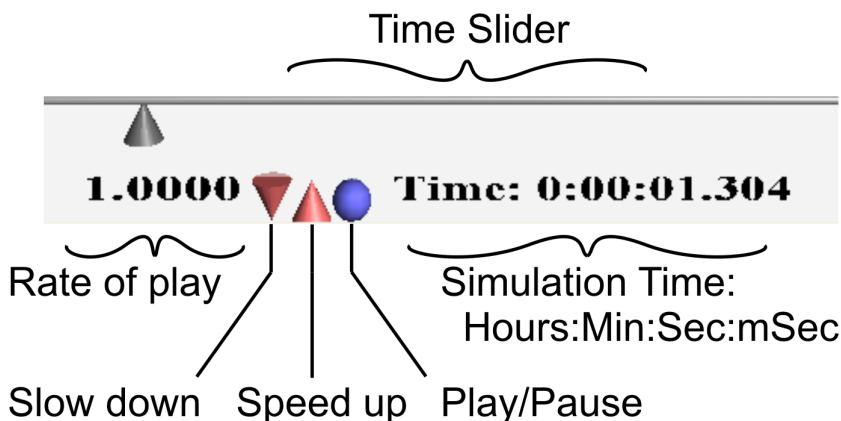 Time Slider
1.0000 Time: 0:00:01.304
Rate of play
Simulation Time:
Hours:Min:Sec:mSec
Slow down Speed up Play/Pause